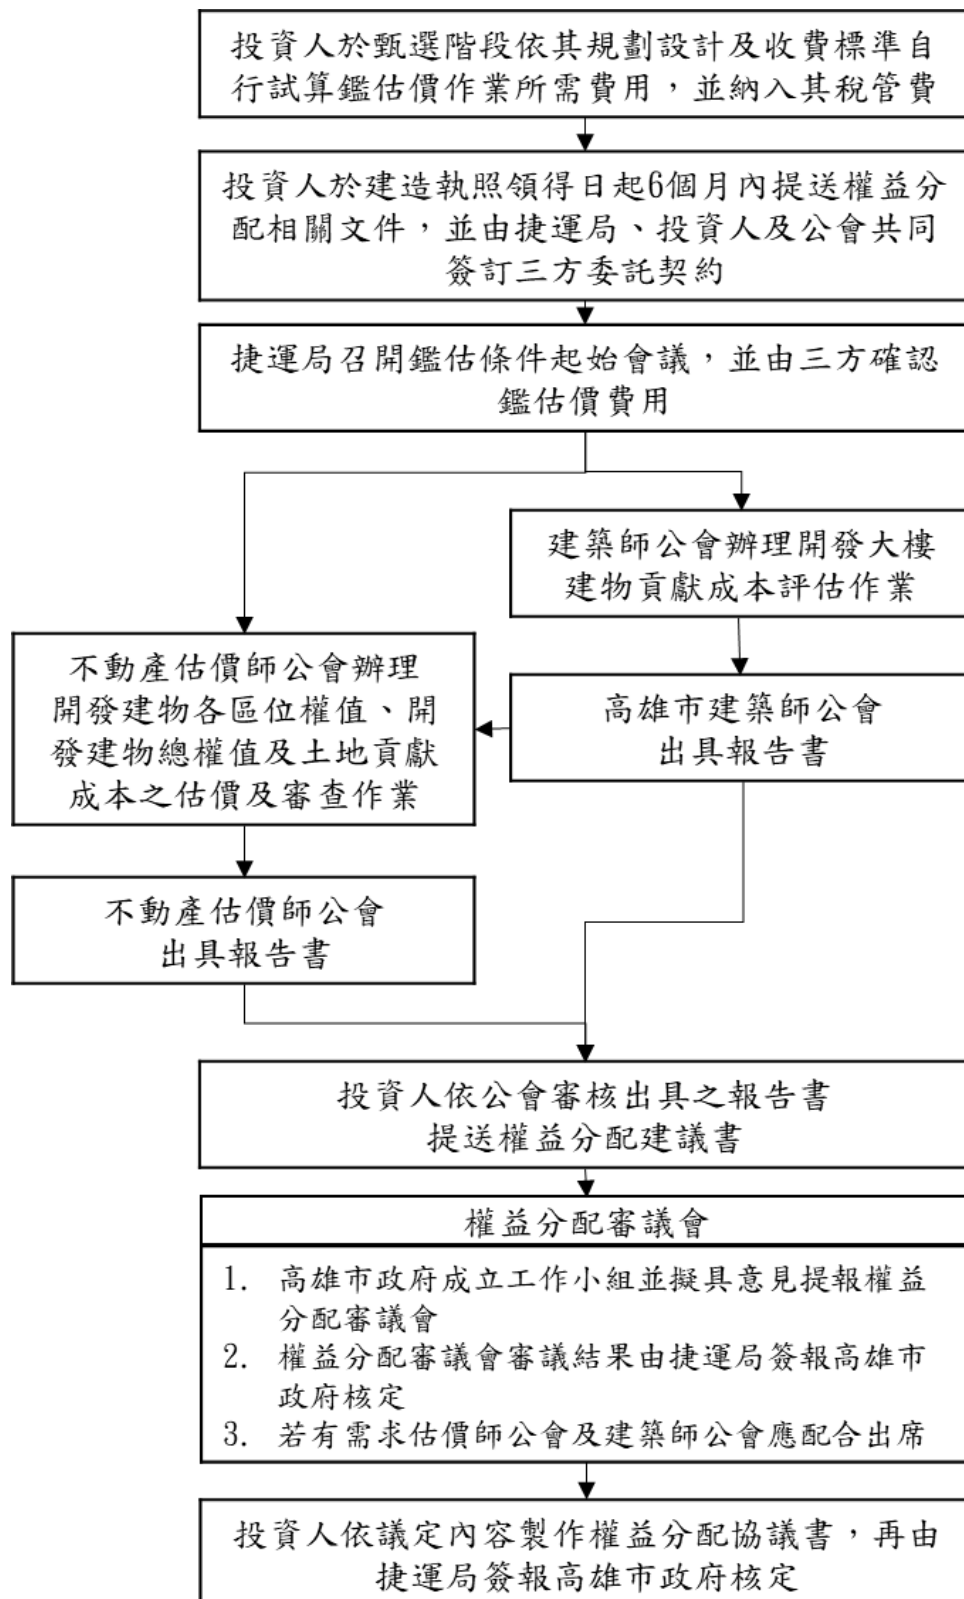 投資人於甄選階段依其規劃設計及收費標準自
行試算鑑估價作業所需費用，並納入其稅管費
投資人於建造執照領得日起6個月內提送權益分
配相關文件，並由捷運局、投資人及公會共同
簽訂三方委託契約
捷運局召開鑑估條件起始會議，並由三方確認
鑑估價費用
建築師公會辦理開發大樓
建物貢獻成本評估作業
高雄市建築師公會
出具報告書
不動產估價師公會辦理
開發建物各區位權值、開
發建物總權值及土地貢獻
成本之估價及審查作業
不動產估價師公會
出具報告書
投資人依公會審核出具之報告書
提送權益分配建議書
權益分配審議會
1. 高雄市政府成立工作小組並擬具意見提報權益
分配審議會
2. 權益分配審議會審議結果由捷運局簽報高雄市
政府核定
3. 若有需求估價師公會及建築師公會應配合出席
投資人依議定內容製作權益分配協議書，再由
捷運局簽報高雄市政府核定